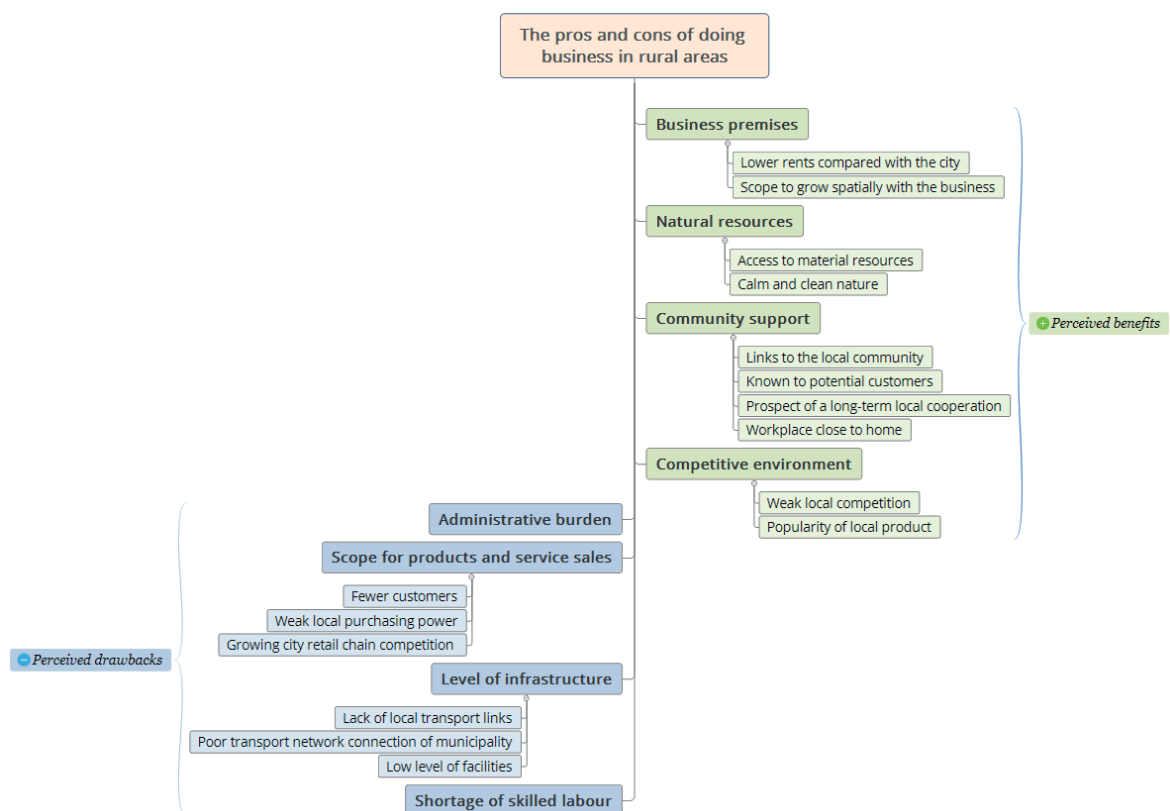 The pros and cons of doing
business in rural areas
Business premises
Lower rents compared with the city
Scope to grow spatially with the business
Natural resources
Access to material resources
Calm and clean nature
Community support
Links to the local community
Known to potential customers
Prospect of a long-term local cooperation
Workplace close to home
Competitive environment
Weak local competition
Popularity of local product
Perceived benefits
Administrative burden
Scope for products and service sales
Fewer customers
Weak local purchasing power
Growing city retail chain competition
Level of infrastructure
Lack of local transport links
Poor transport network connection of municipality
Low level of facilities
Shortage of skilled labour
Perceived drawbacks